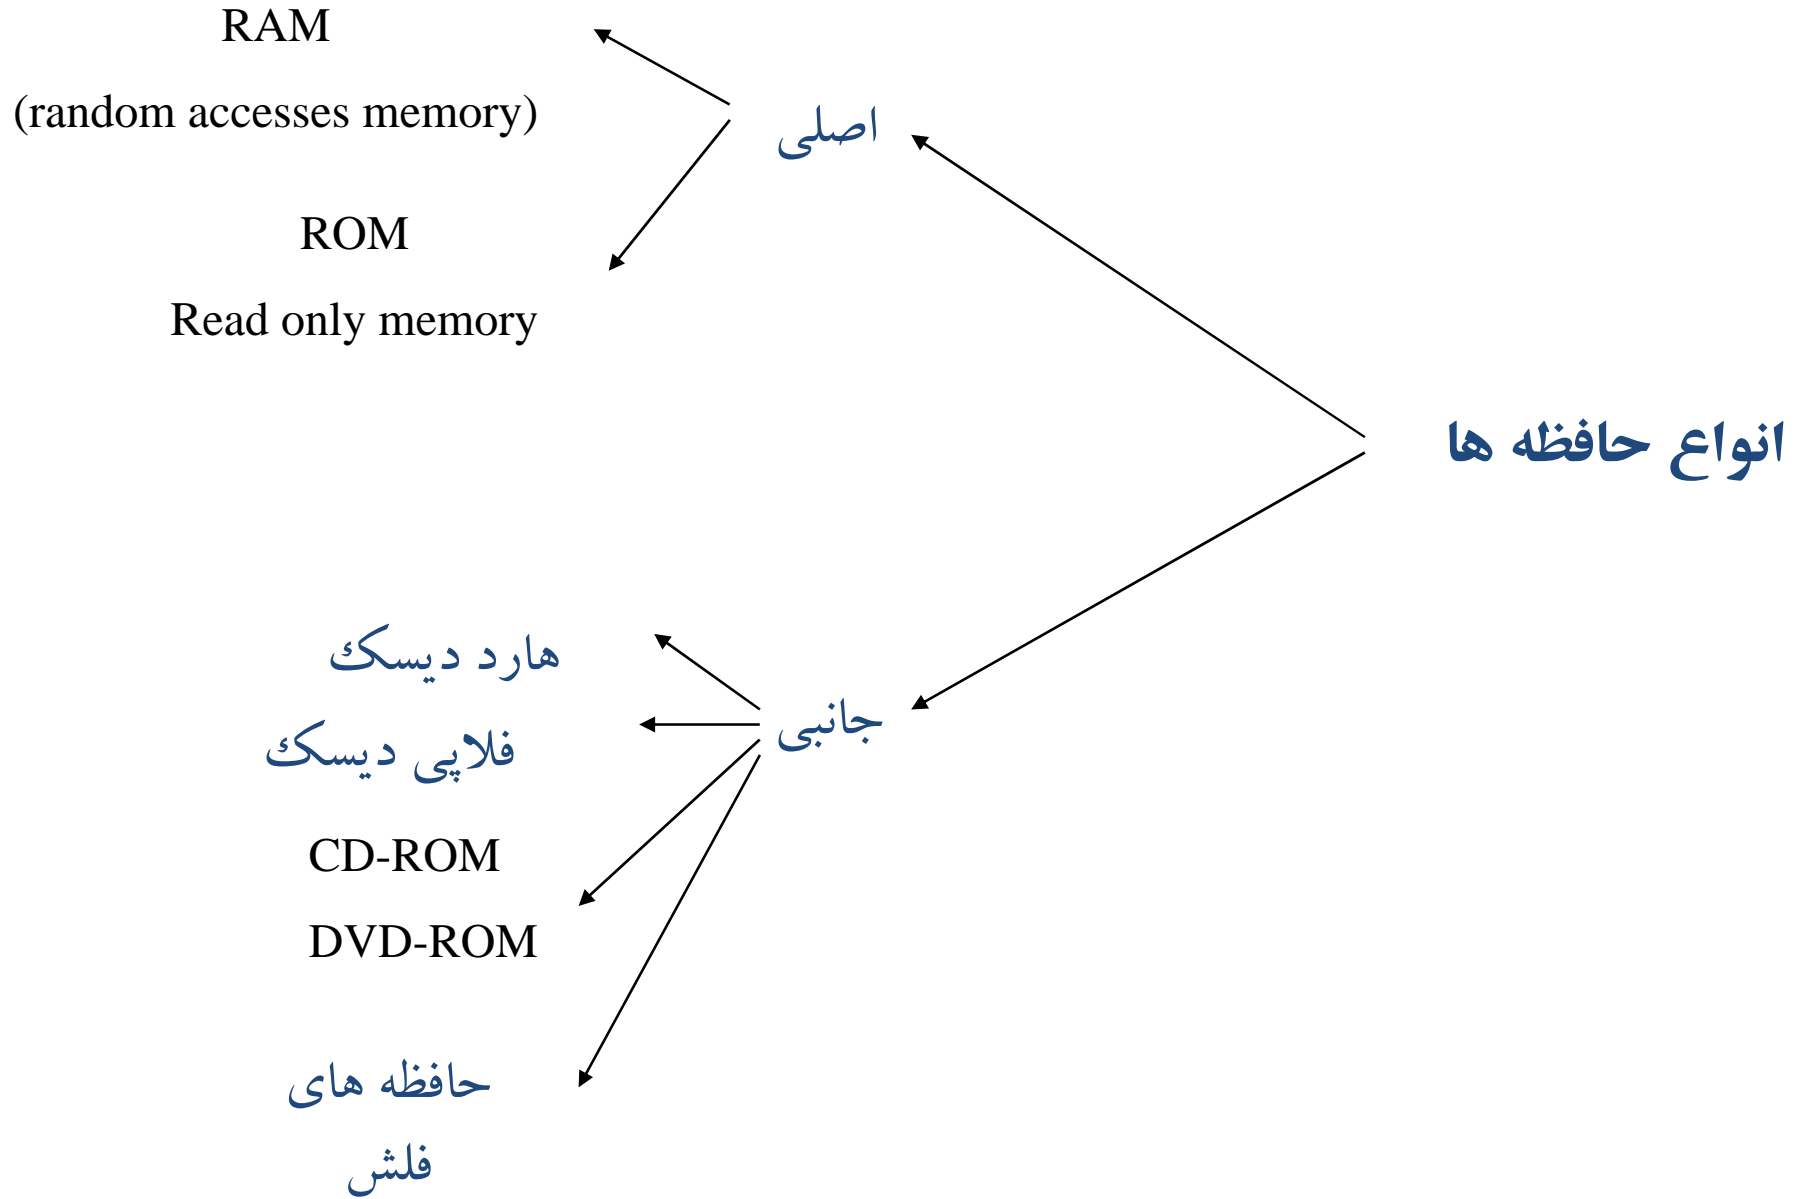 انواع حافظه ها
اصلی
RAM
(random accesses memory)
ROM
Read only memory
جانبی
هارد دیسک
فلاپی دیسک
CD-ROM
DVD-ROM
حافظه های
فلش